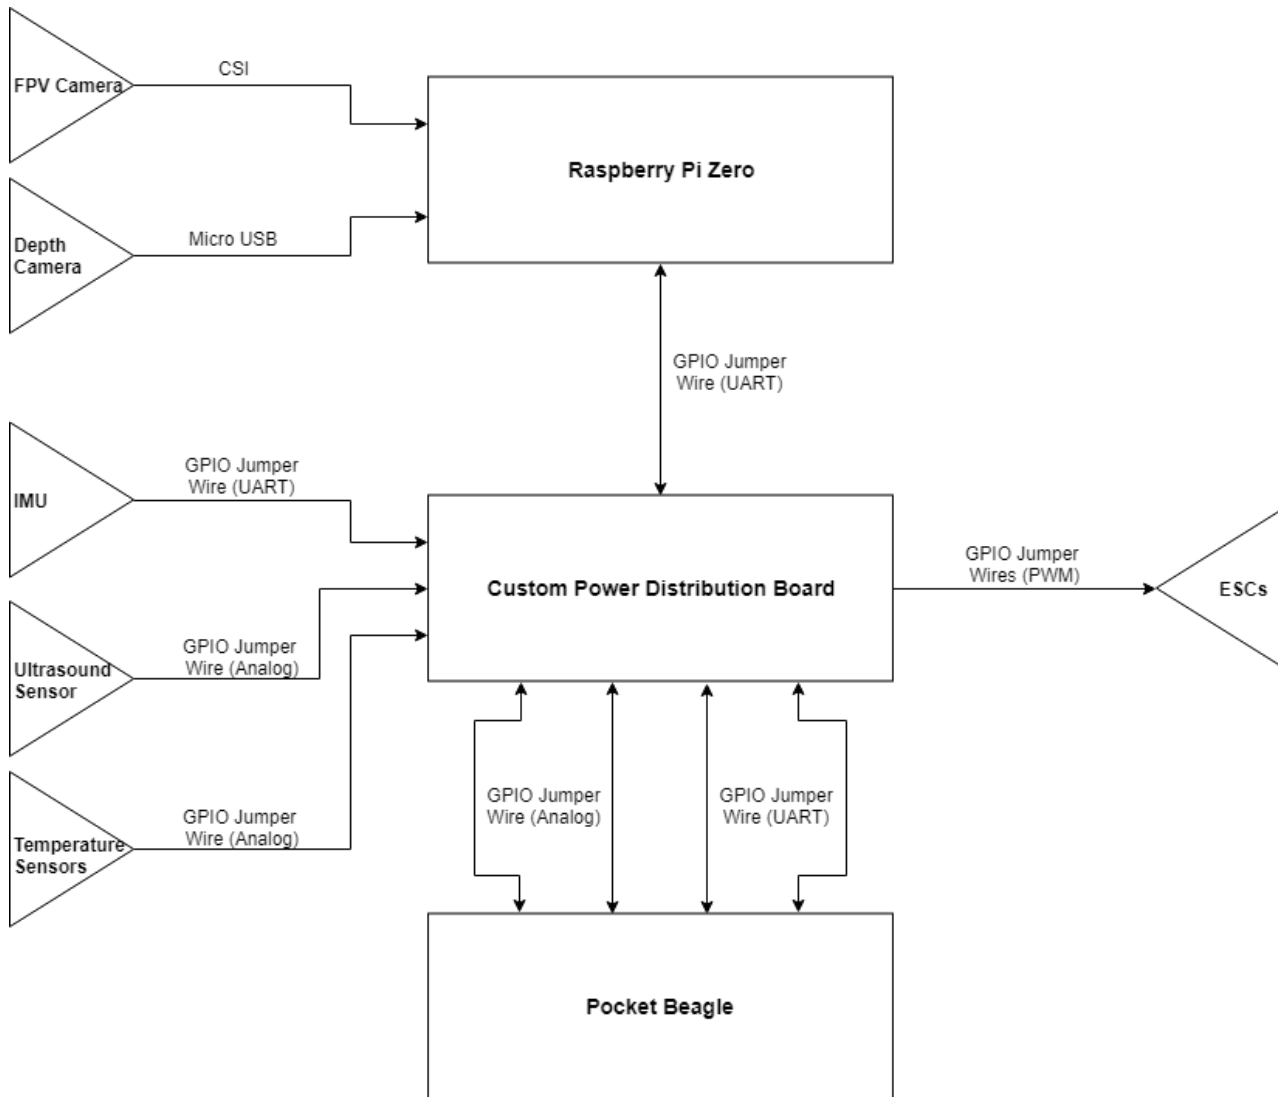 FPV Camera
CSI
Raspberry Pi Zero
Depth
Camera
Micro USB
GPIO Jumper
Wire (UART)
IMU
GPIO Jumper
Wire (UART)
Custom Power Distribution Board
GPIO Jumper
Wires (PWM)
ESCs
Ultrasound
Sensor
GPIO Jumper
Wire (Analog)
Temperature
Sensors
GPIO Jumper
Wire (Analog)
GPIO Jumper
Wire (Analog)
GPIO Jumper
Wire (UART)
Pocket Beagle